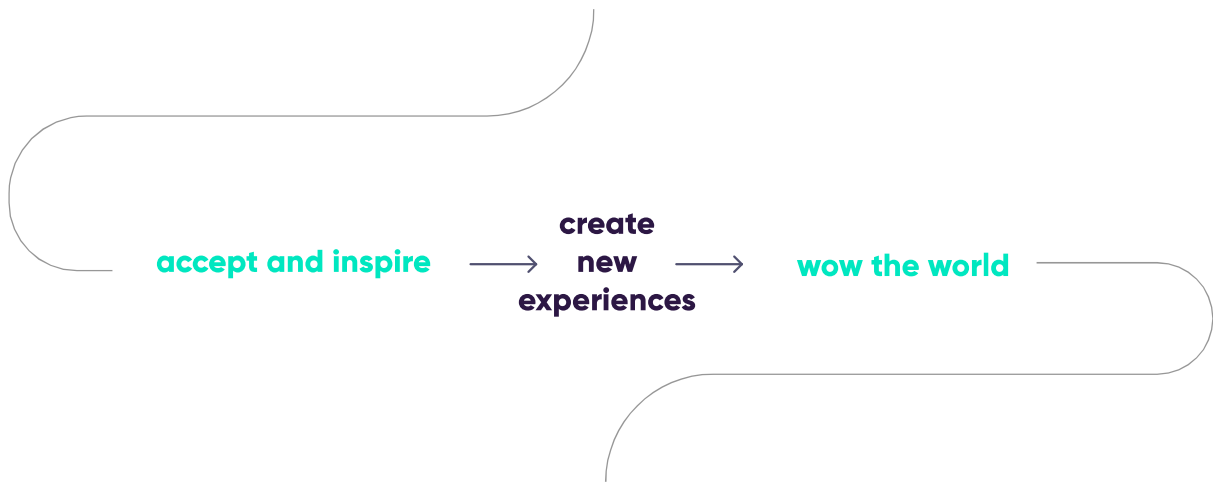 accept and inspire
create
new
experiences
wow the world